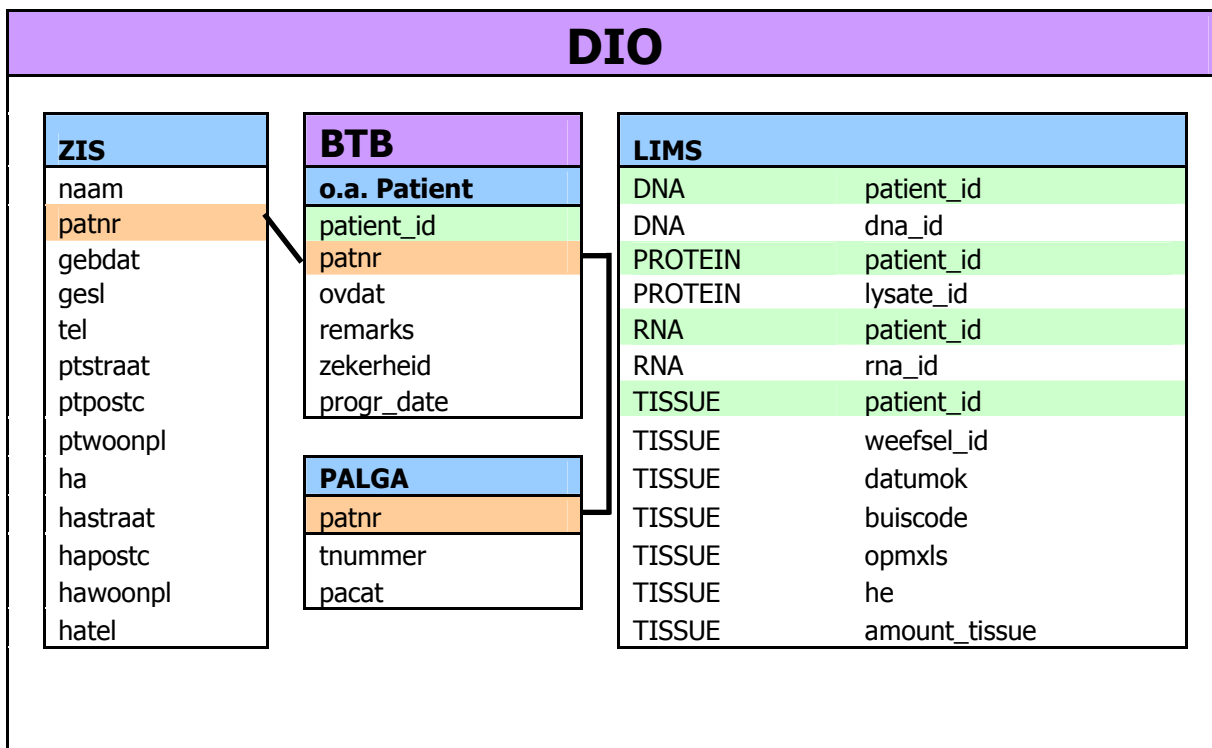 DIO
ZIS
naam
patnr
gebdat
gesl
tel
ptstraat
ptpostc
ptwoonpl
ha
hastraat
hapostc
hawoonpl
hatel
BTB
o.a. Patient
patient_id
patnr
ovdat
remarks
zekerheid
progr_date
PALGA
patnr
tnummer
pacat
LIMS
DNA patient_id
DNA dna_id
PROTEIN patient_id
PROTEIN lysate_id
RNA patient_id
RNA rna_id
TISSUE patient_id
TISSUE weefsel_id
TISSUE datumok
TISSUE buiscode
TISSUE opmxls
TISSUE he
TISSUE amount_tissue